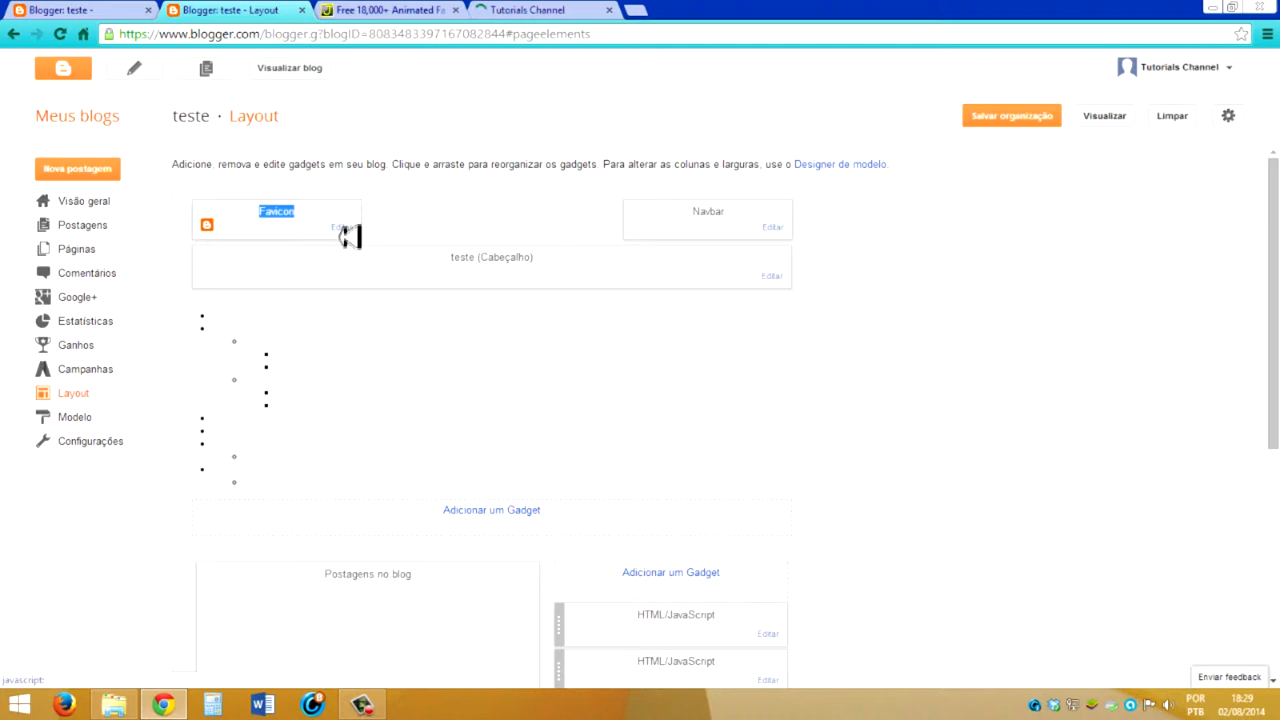 Blogger: teste -
Blogger: teste - Layout
Free 18,000+ Animated Fa
Tutorials Channel
https://www.blogger.com/blogger.g?blogID=8083483397167082844#pageelements
Visualizar blog
Tutorials Channel
Meus blogs
teste · Layout
Salvar organização
Visualizar
Limpar
Nova postagem
Adicione, remova e edite gadgets em seu blog. Clique e arraste para reorganizar os gadgets. Para alterar as colunas e larguras, use o Designer de modelo.
Visão geral
Postagens
Páginas
Comentários
Google+
Estatísticas
Ganhos
Campanhas
Layout
Modelo
Configurações
Favicon
Navbar
Editar
teste (Cabeçalho)
Editar
Adicionar um Gadget
Postagens no blog
Adicionar um Gadget
HTML/JavaScript
Editar
HTML/JavaScript
Editar
javascript:
Enviar feedback
POR
PTB
18:29
02/08/2014